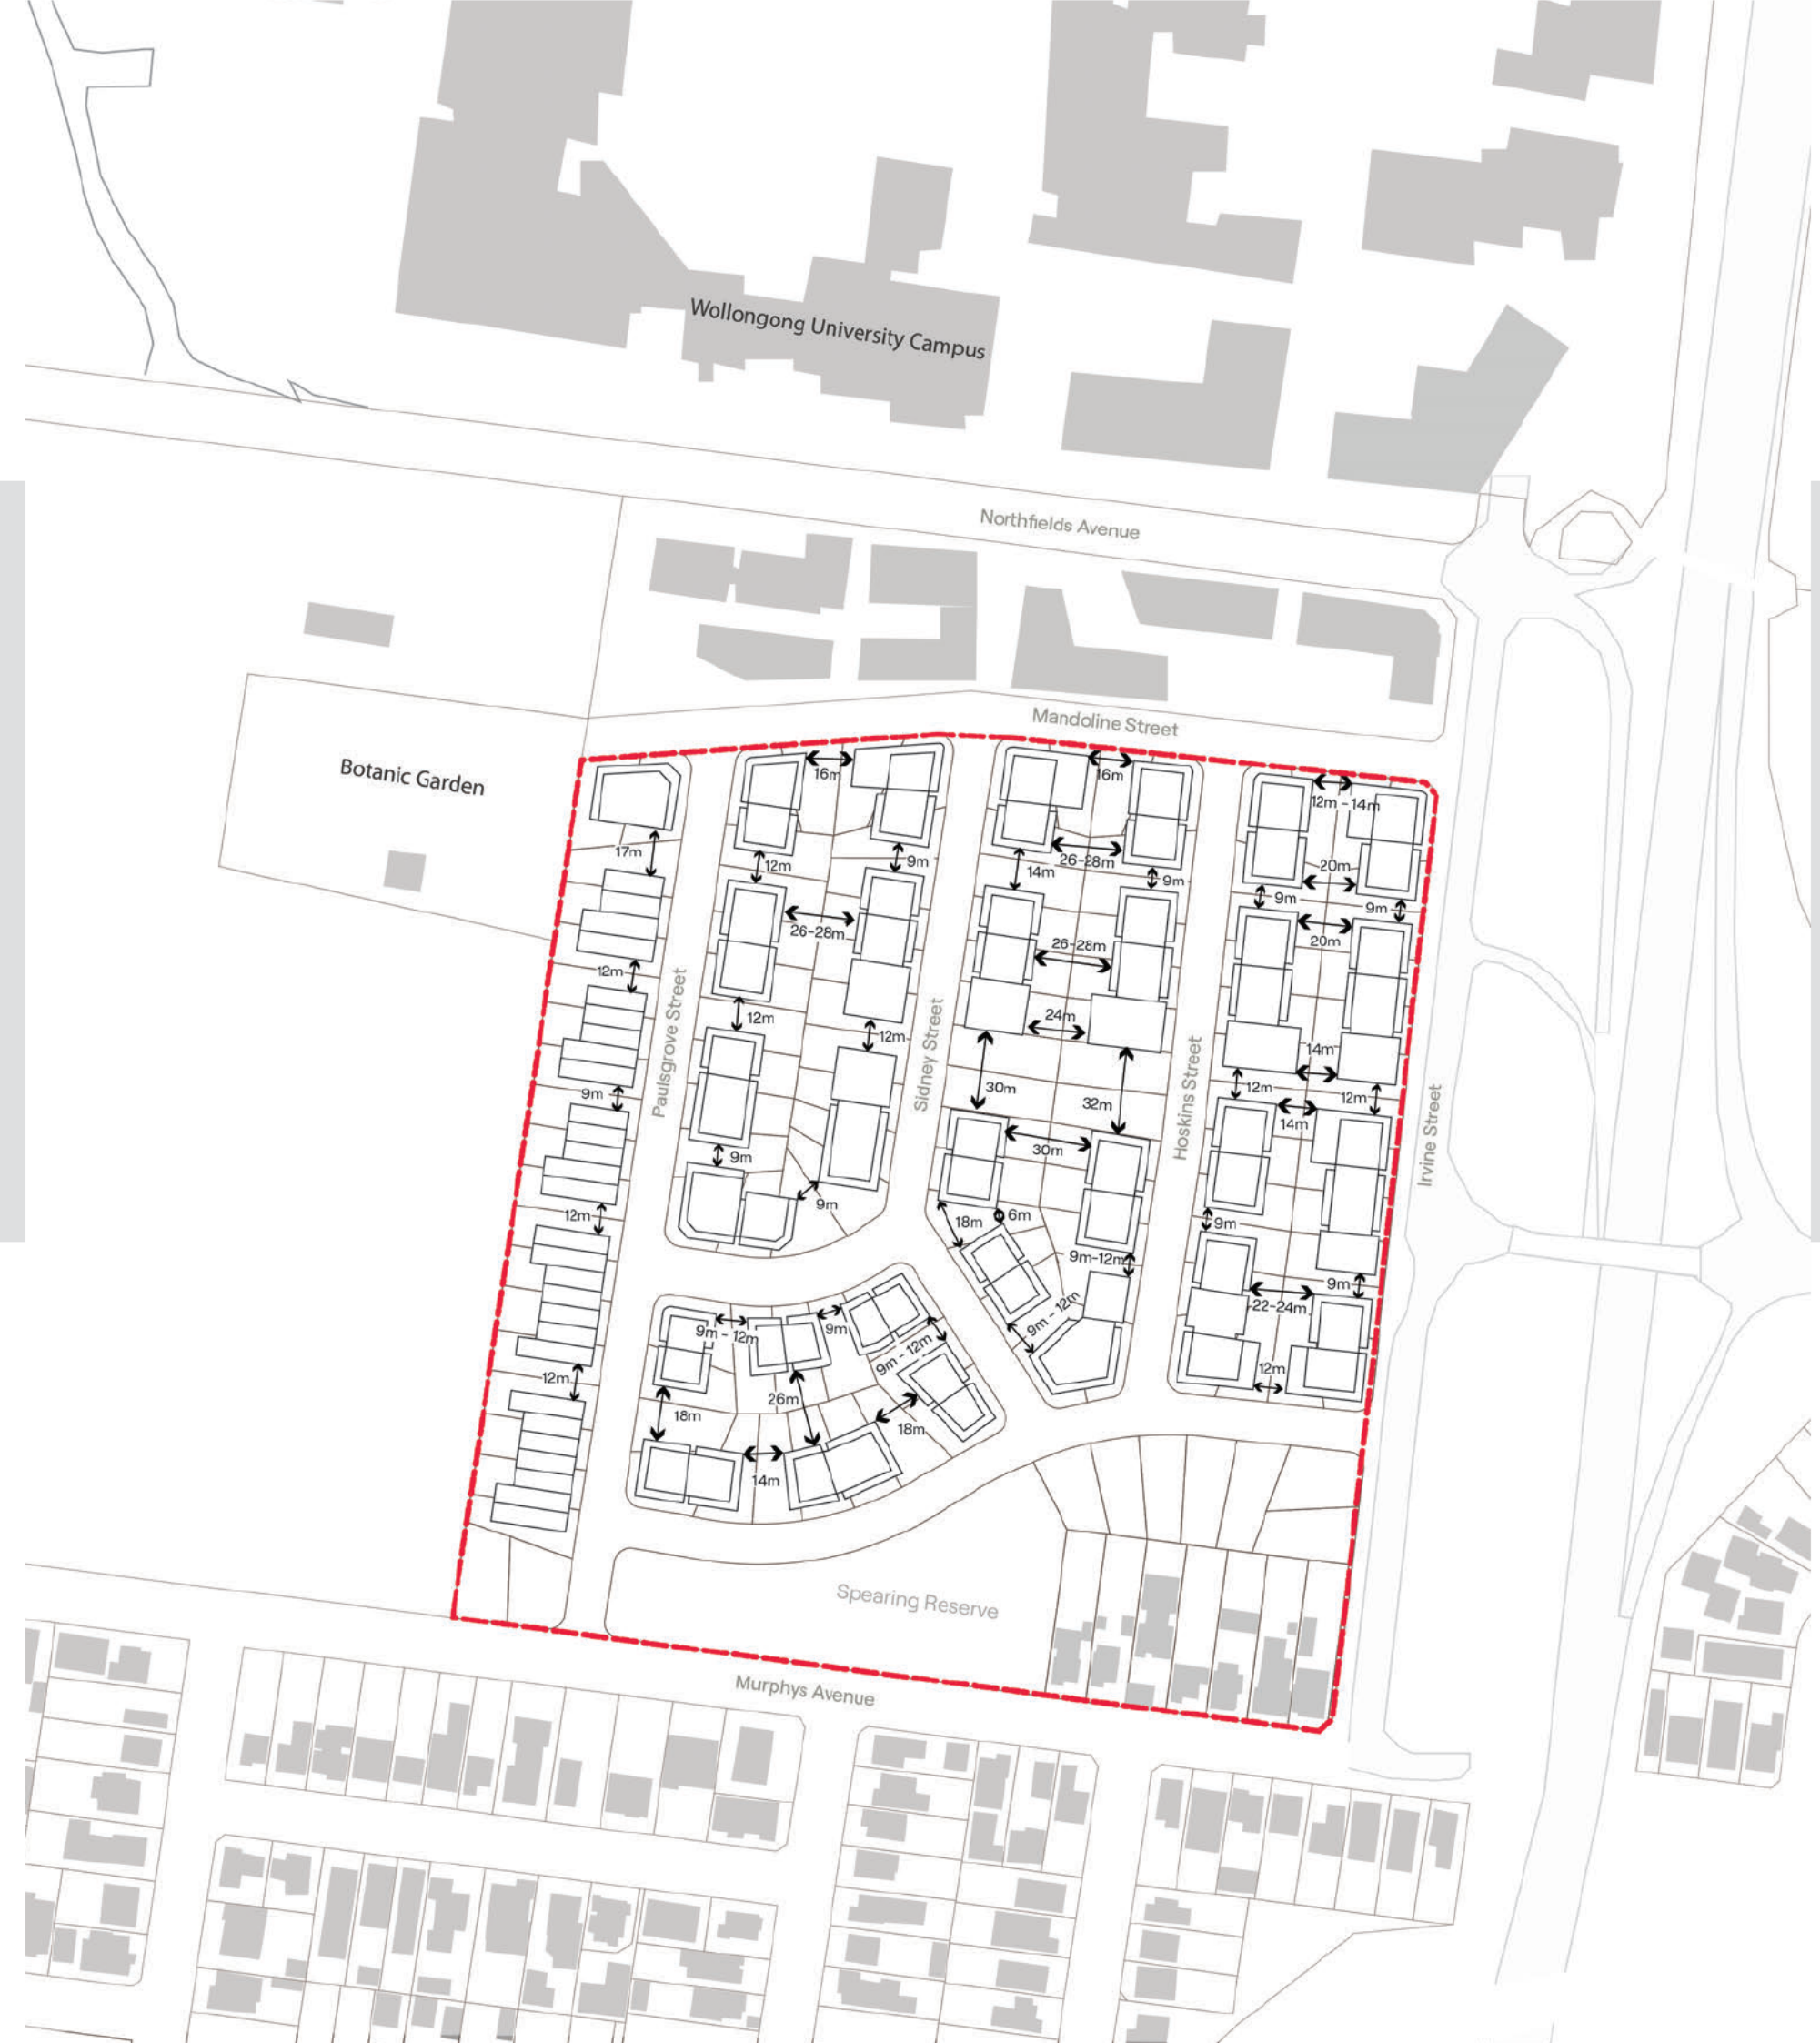 Wollongong University Campus
Northfields Avenue
Mandoline Street
Botanic Garden
16m
16m
12m -14m
17m
12m
9m
26-28m
14m
9m
20m
9m
9m
26-28m
20m
26-28m
12m
12m
12m
24m
14m
Paulsgrove Street
Sidney Street
Hoskins Street
Irvine Street
9m
30m
32m
12m
12m
14m
9m
30m
12m
9m
18m
6m
9m
9m-12m
9m
22-24m
9m - 12m
9m - 12m
9m
9m - 12m
12m
26m
18m
18m
12m
14m
Spearing Reserve
Murphys Avenue